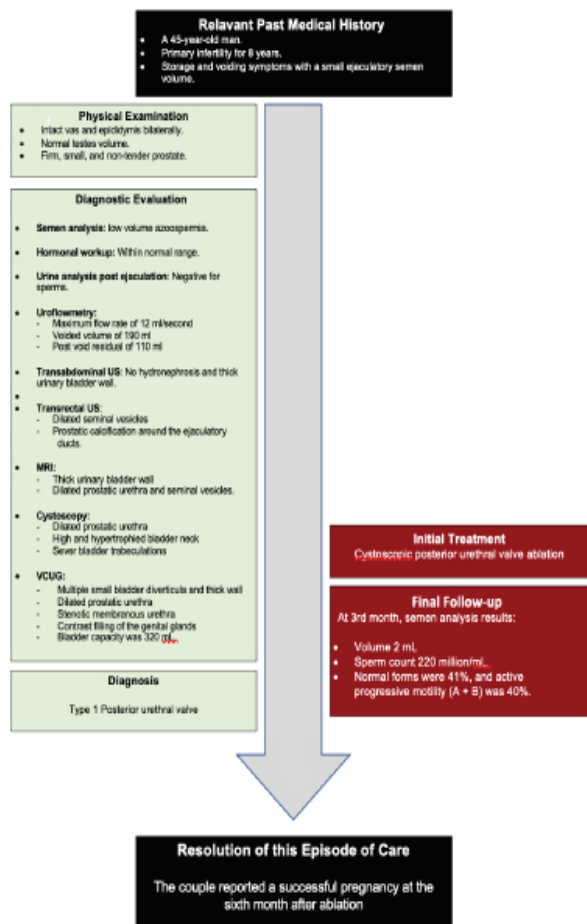 Relavant Past Medical History
• A 45-year-old man.
• Primary infertility for 8 years.
• Storage and voiding symptoms with a small ejaculatory semen
volume.
Physical Examination
• Intact vas and epididymis bilaterally.
• Normal testes volume.
• Firm, small, and non-tender prostate.
Diagnostic Evaluation
• Semen analysis: low volume azoospermia.
• Hormonal workup: Within normal range.
• Urine analysis post ejaculation: Negative for
sperms.
• Uroflowmetry:
- Maximum flow rate of 12 ml/second
- Voided volume of 190 ml
- Post void residual of 110 ml
• Transabdominal US: No hydronephrosis and thick
urinary bladder wall.
•
• Transrectal US:
- Dilated seminal vesicles
- Prostatic calcification around the ejaculatory
ducts.
• MRI:
- Thick urinary bladder wall
- Dilated prostatic urethra and seminal vesicles.
• Cystoscopy:
- Dilated prostatic urethra
- High and hypertrophied bladder neck
- Sever bladder trabeculations
• VCUG:
- Multiple small bladder diverticula and thick wall
- Dilated prostatic urethra
- Stenotic membranous urethra
- Contrast filling of the genital glands
- Bladder capacity was 320 mL.
Diagnosis
Type 1 Posterior urethral valve
Initial Treatment
Cystoscopic posterior urethral valve ablation
Final Follow-up
At 3rd month, semen analysis results:
• Volume 2 mL
• Sperm count 220 million/mL.
• Normal forms were 41%, and active
progressive motility (A + B) was 40%.
Resolution of this Episode of Care
The couple reported a successful pregnancy at the
sixth month after ablation